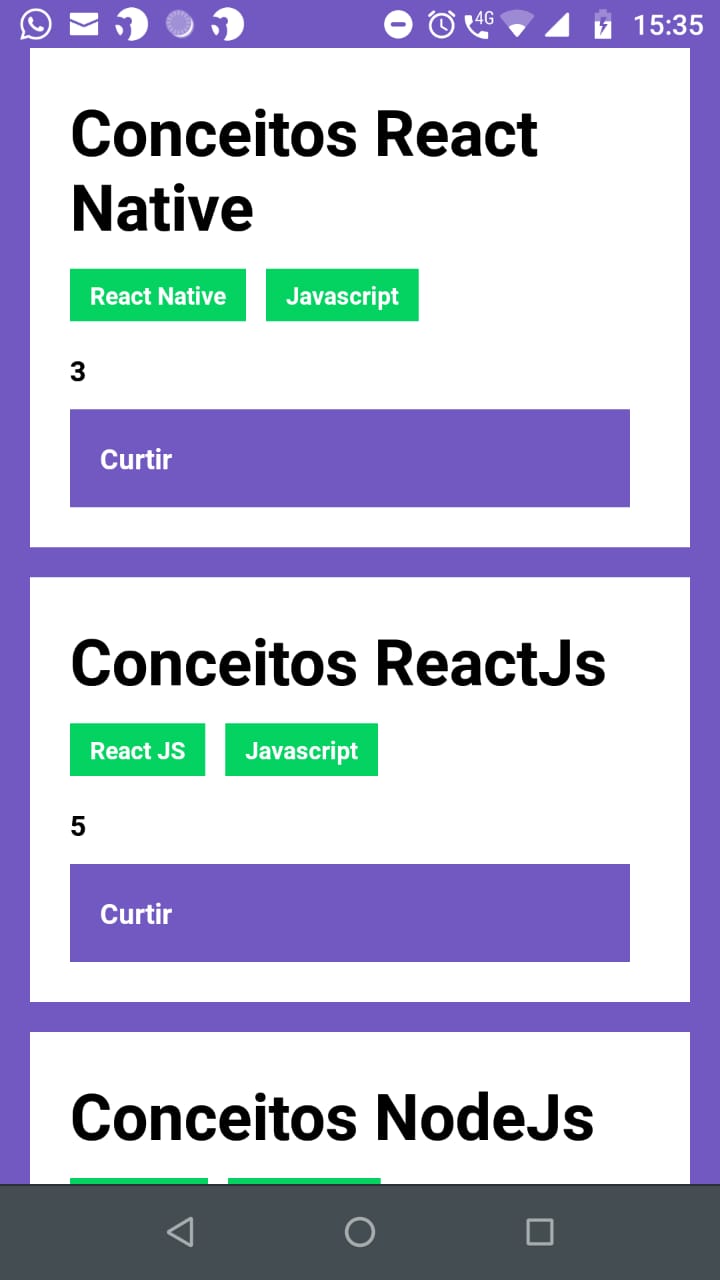 4G 15:35
Conceitos React
Native
React Native Javascript
3
Curtir
Conceitos ReactJs
React JS Javascript
5
Curtir
Conceitos NodeJs